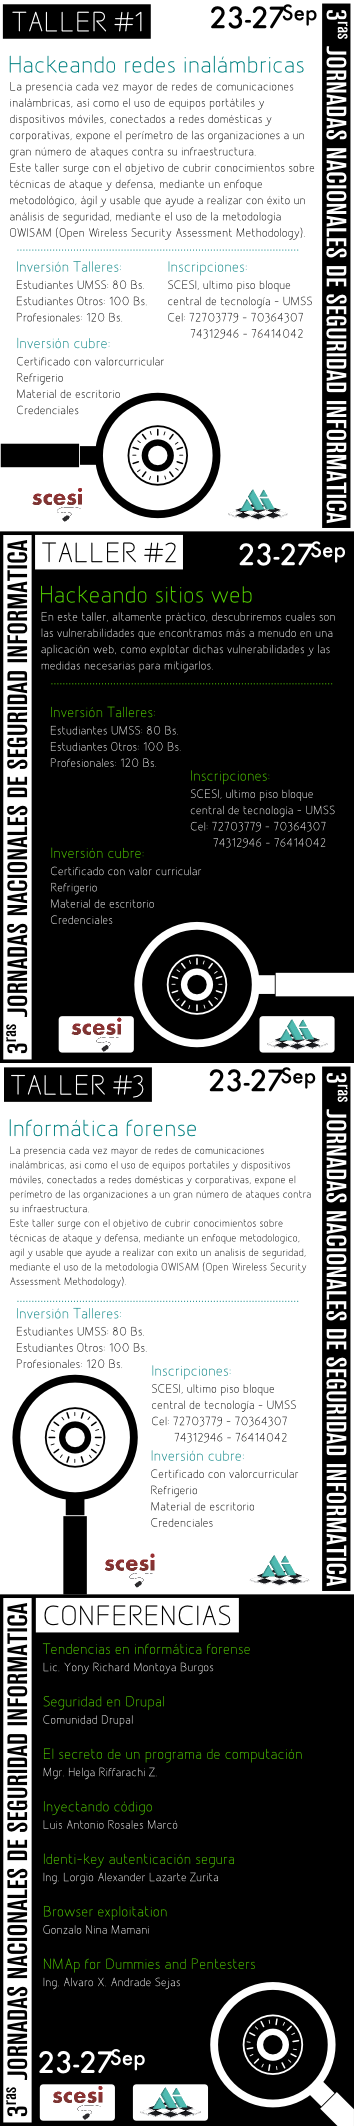 TALLER #1
23-27Sep
3ras JORNADAS NACIONALES DE SEGURIDAD INFORMATICA
Hackeando redes inalámbricas
La presencia cada vez mayor de redes de comunicaciones
inalámbricas, así como el uso de equipos portátiles y
dispositivos móviles, conectados a redes domésticas y
corporativas, expone el perímetro de las organizaciones a un
gran número de ataques contra su infraestructura.
Este taller surge con el objetivo de cubrir conocimientos sobre
técnicas de ataque y defensa, mediante un enfoque
metodológico, ágil y usable que ayude a realizar con éxito un
análisis de seguridad, mediante el uso de la metodología
OWISAM (Open Wireless Security Assessment Methodology).
Inversión Talleres:
Estudiantes UMSS: 80 Bs.
Estudiantes Otros: 100 Bs.
Profesionales: 120 Bs.
Inscripciones:
SCESI, ultimo piso bloque
central de tecnología - UMSS
Cel: 72703779 - 70364307
74312946 - 76414042
Inversión cubre:
Certificado con valorcurricular
Refrigerio
Material de escritorio
Credenciales
scesi
TALLER #2
23-27Sep
3ras JORNADAS NACIONALES DE SEGURIDAD INFORMATICA
Hackeando sitios web
En este taller, altamente práctico, descubriremos cuales son
las vulnerabilidades que encontramos más a menudo en una
aplicación web, como explotar dichas vulnerabilidades y las
medidas necesarias para mitigarlos.
Inversión Talleres:
Estudiantes UMSS: 80 Bs.
Estudiantes Otros: 100 Bs.
Profesionales: 120 Bs.
Inscripciones:
SCESI, ultimo piso bloque
central de tecnología - UMSS
Cel: 72703779 - 70364307
74312946 - 76414042
Inversión cubre:
Certificado con valor curricular
Refrigerio
Material de escritorio
Credenciales
scesi
TALLER #3
23-27Sep
3ras JORNADAS NACIONALES DE SEGURIDAD INFORMATICA
Informática forense
La presencia cada vez mayor de redes de comunicaciones
inalámbricas, asi como el uso de equipos portatiles y dispositivos
móviles, conectados a redes domésticas y corporativas, expone el
perímetro de las organizaciones a un gran número de ataques contra
su infraestructura.
Este taller surge con el objetivo de cubrir conocimientos sobre
técnicas de ataque y defensa, mediante un enfoque metodologico,
agil y usable que ayude a realizar con exito un analisis de seguridad,
mediante el uso de la metodologia OWISAM (Open Wireless Security
Assessment Methodology).
Inversión Talleres:
Estudiantes UMSS: 80 Bs.
Estudiantes Otros: 100 Bs.
Profesionales: 120 Bs.
Inscripciones:
SCESI, ultimo piso bloque
central de tecnología - UMSS
Cel: 72703779 - 70364307
74312946 - 76414042
Inversión cubre:
Certificado con valorcurricular
Refrigerio
Material de escritorio
Credenciales
scesi
CONFERENCIAS
3ras JORNADAS NACIONALES DE SEGURIDAD INFORMATICA
Tendencias en informática forense
Lic. Yony Richard Montoya Burgos
Seguridad en Drupal
Comunidad Drupal
El secreto de un programa de computación
Mgr. Helga Riffarachi Z.
Inyectando código
Luis Antonio Rosales Marcó
Identi-key autenticación segura
Ing. Lorgio Alexander Lazarte Zurita
Browser exploitation
Gonzalo Nina Mamani
NMAp for Dummies and Pentesters
Ing. Alvaro X. Andrade Sejas
23-27Sep
scesi